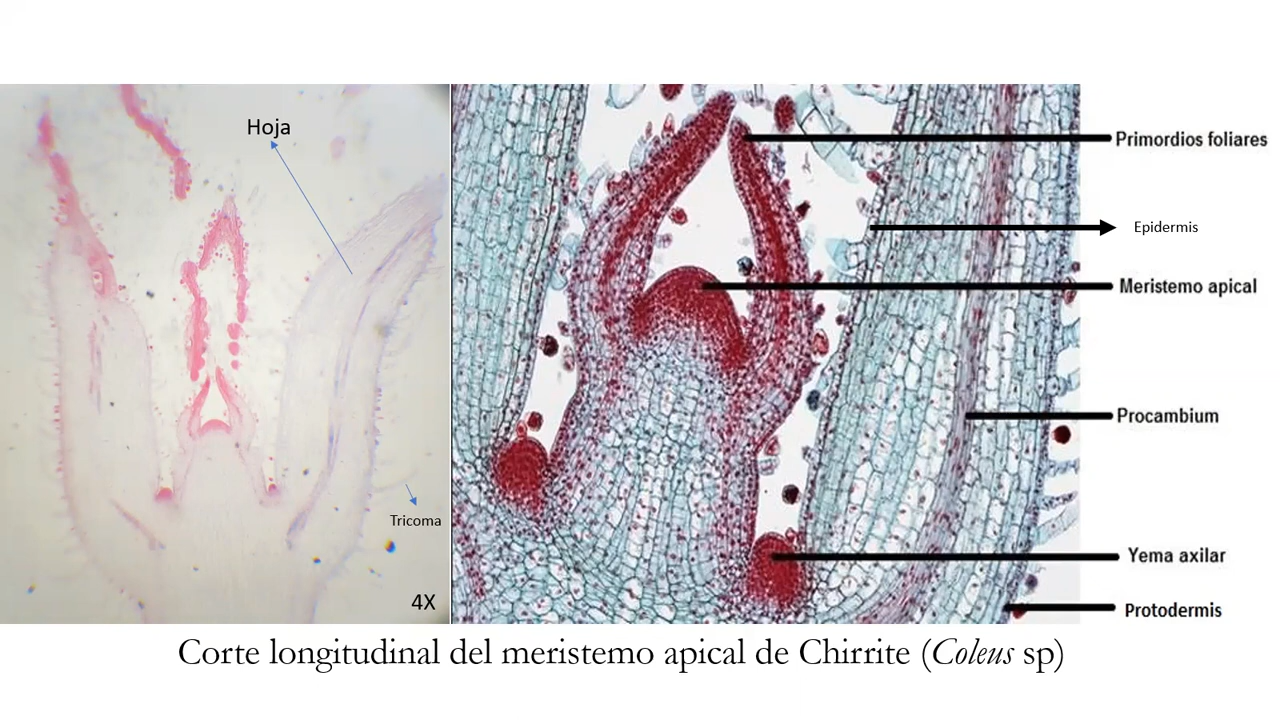 Hoja
Tricoma
4X
Primordios foliares
Epidermis
Meristemo apical
Procambium
Yema axilar
Protodermis
Corte longitudinal del meristemo apical de Chirrite (Coleus sp)